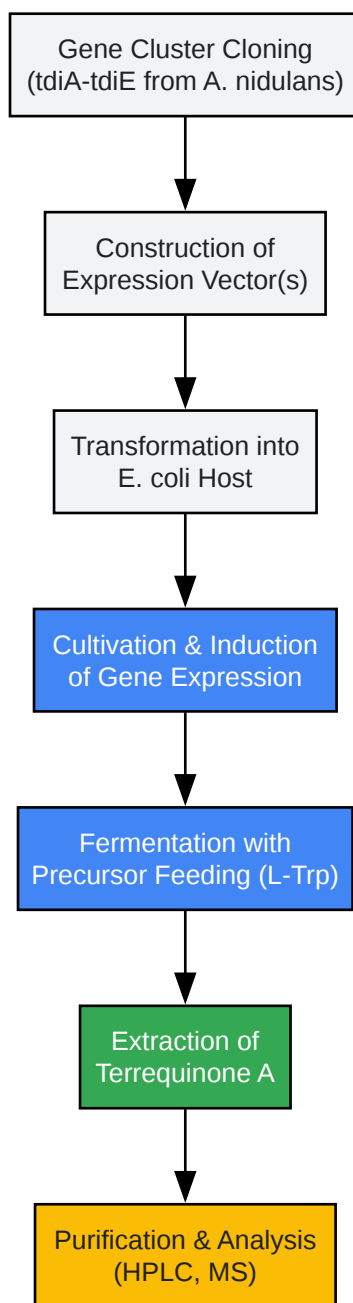 Gene Cluster Cloning
(tdiA-tdiE from A. nidulans)
Construction of
Expression Vector(s)
Transformation into
E. coli Host
Cultivation & Induction
of Gene Expression
Fermentation with
Precursor Feeding (L-Trp)
Extraction of
Terrequinone A
Purification & Analysis
(HPLC, MS)